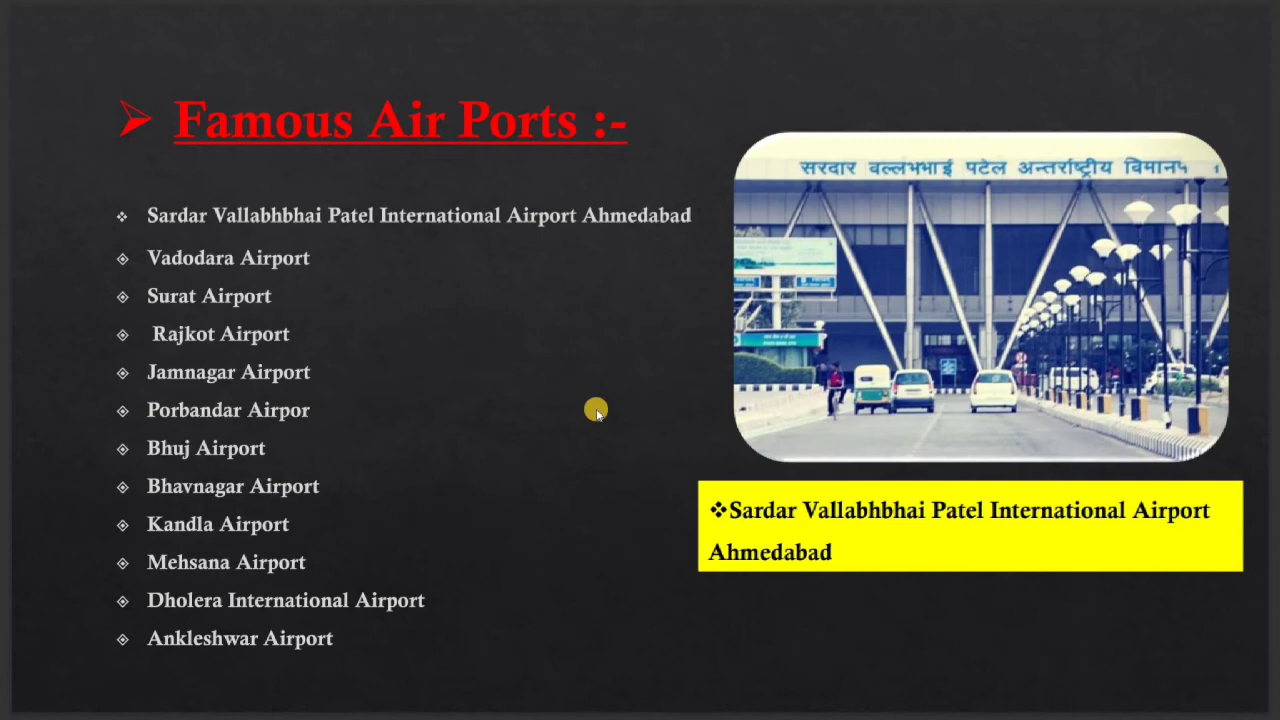 ➢ Famous Air Ports :-
❖ Sardar Vallabhbhai Patel International Airport Ahmedabad
Vadodara Airport
Surat Airport
Rajkot Airport
Jamnagar Airport
Porbandar Airpor
Bhuj Airport
Bhavnagar Airport
Kandla Airport
Mehsana Airport
Dholera International Airport
Ankleshwar Airport
सरदार वल्लभभाई पटेल अन्तर्राष्ट्रीय
❖Sardar Vallabhbhai Patel International Airport
Ahmedabad